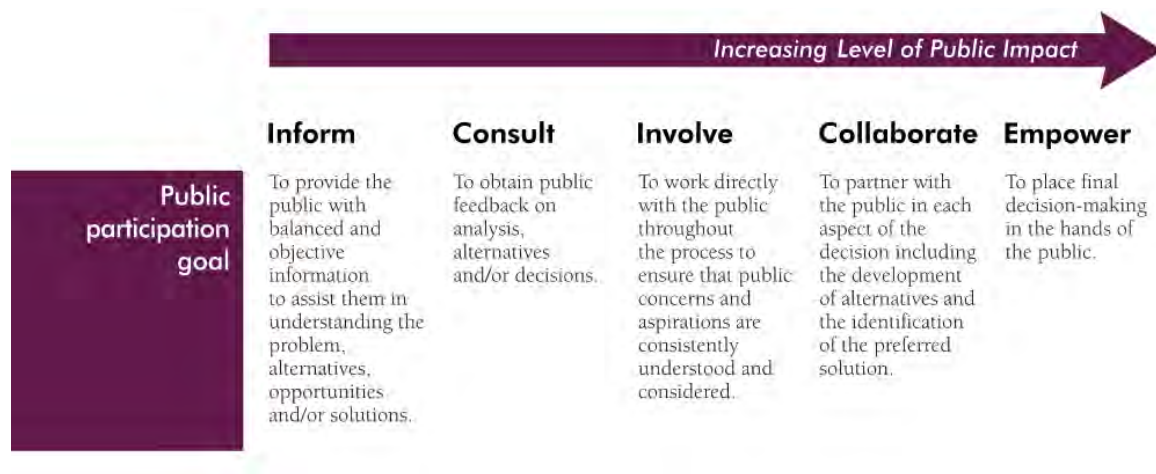 Increasing Level of Public Impact
Inform
Consult
Involve
Collaborate
Empower
Public
participation
goal
To provide the
public with
balanced and
objective
information
to assist them in
understanding the
problem,
alternatives,
opportunities
and/or solutions.
To obtain public
feedback on
analysis,
alternatives
and/or decisions.
To work directly
with the public
throughout
the process to
ensure that public
concerns and
aspirations are
consistently
understood and
considered.
To partner with
the public in each
aspect of the
decision including
the development
of alternatives and
the identification
of the preferred
solution.
To place final
decision-making
in the hands of
the public.